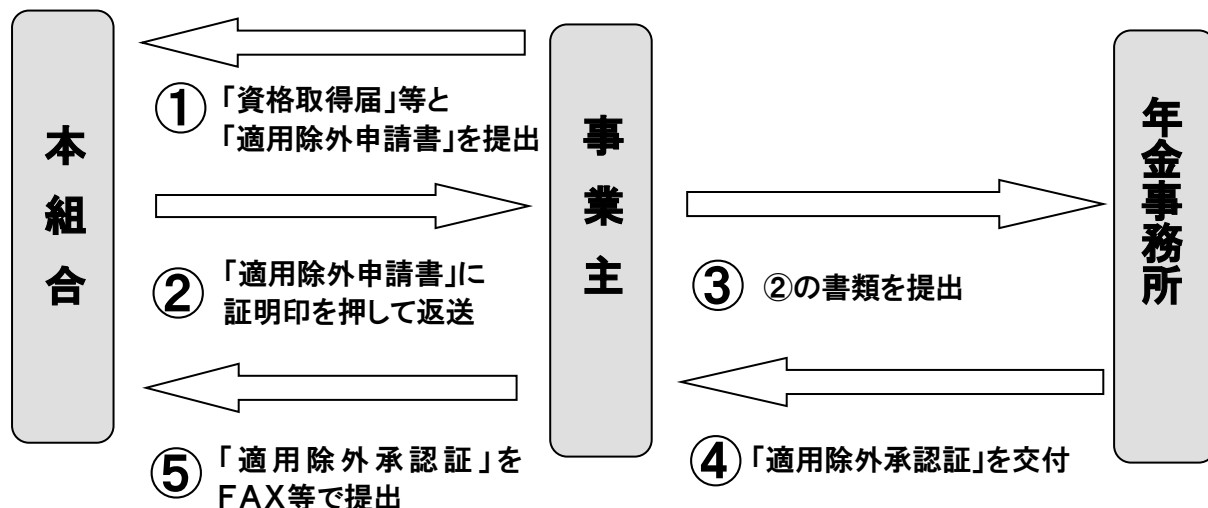 本組合
①「資格取得届」等と
「適用除外申請書」を提出
②「適用除外申請書」に
証明印を押して返送
⑤「適用除外承認証」を
FAX等で提出
事業主
③ ②の書類を提出
④「適用除外承認証」を交付
年金事務所